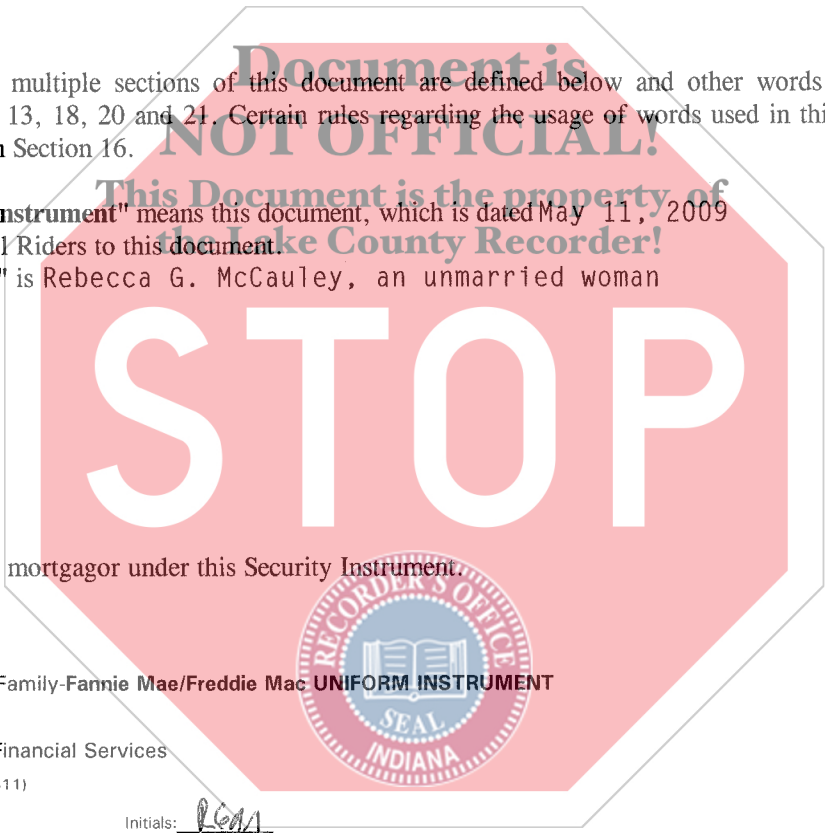 Document is
multiple sections of this document are defined below and other words
13, 18, 20 and 21. Certain rules regarding the usage of words used in thi
NOT OFFICIAL!
n Section 16.
This Document is the property of
nstrument" means this document, which is dated May 11, 2009
the Lake County Recorder!
l Riders to this document.
" is Rebecca G. McCauley, an unmarried woman
STOP
mortgagor under this Security Instrument.
RECORDER'S OFFICE
SEAL
INDIANA
Family-Fannie Mae/Freddie Mac UNIFORM INSTRUMENT
Financial Services
11)
Initials: RGM